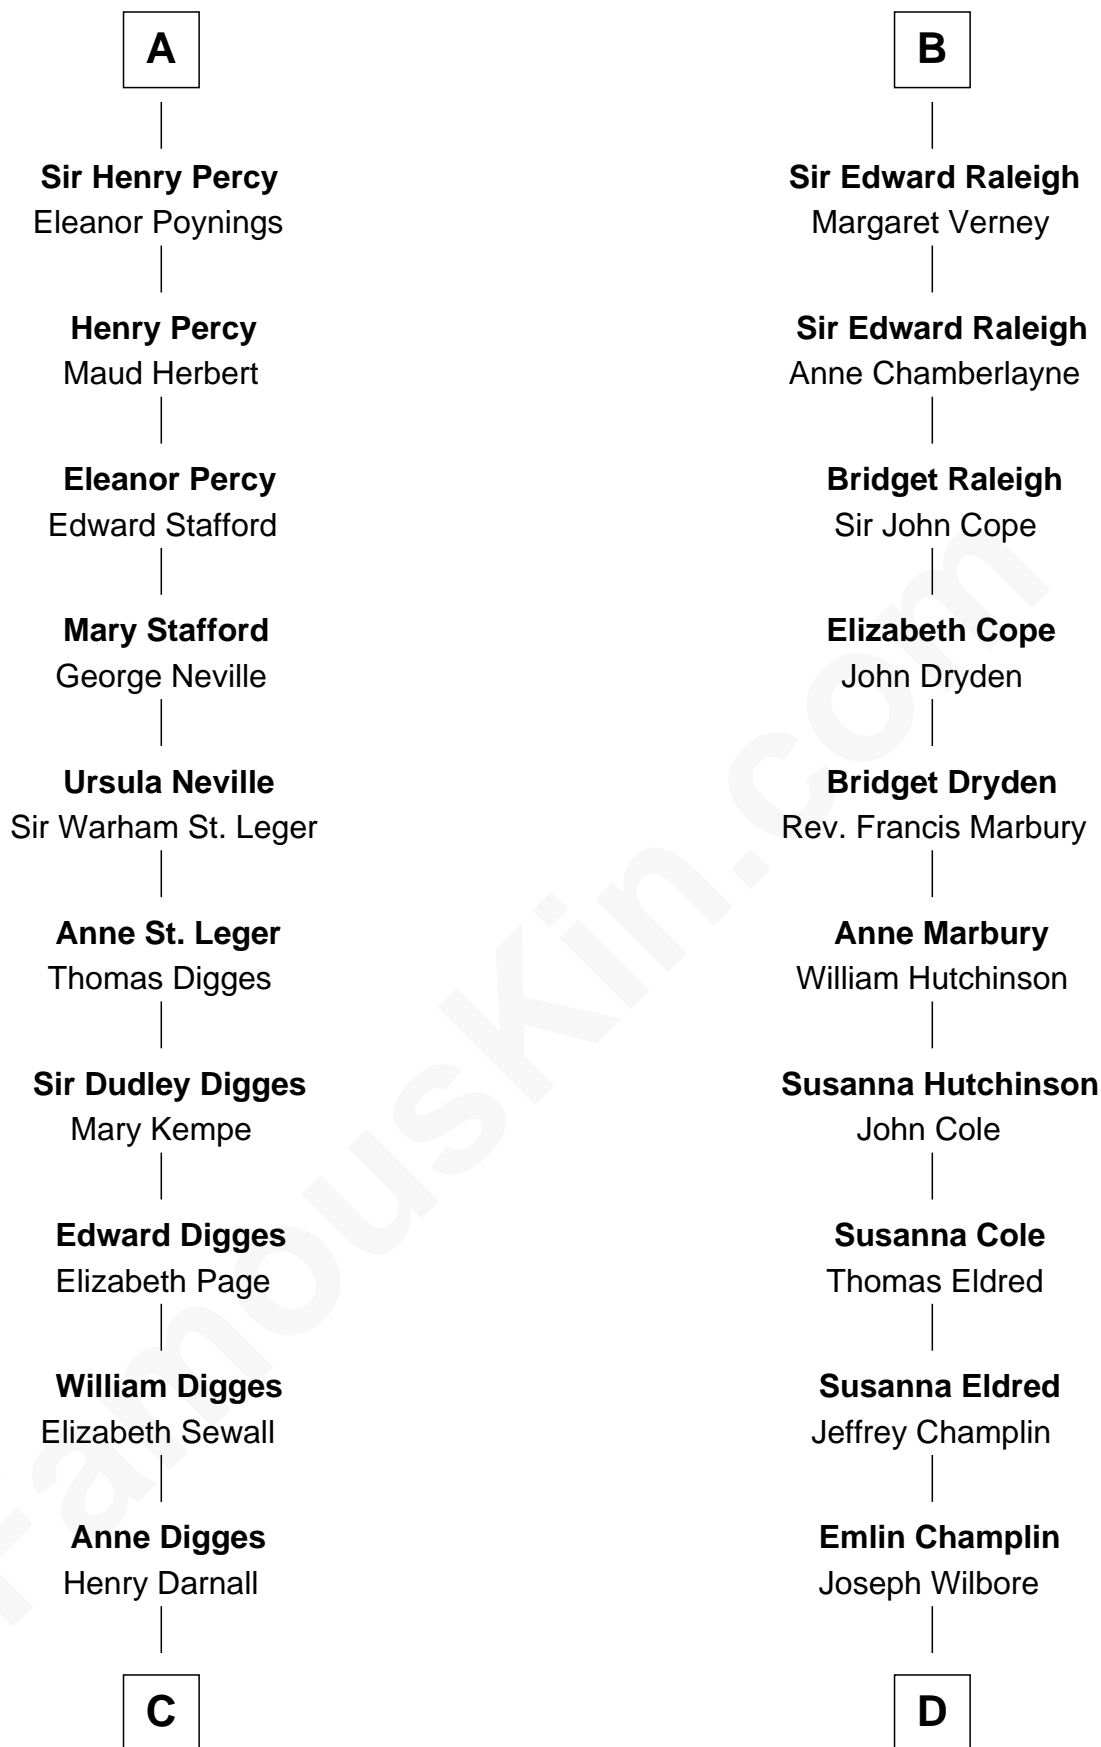 A
Sir Henry Percy
Eleanor Poynings
Henry Percy
Maud Herbert
Eleanor Percy
Edward Stafford
Mary Stafford
George Neville
Ursula Neville
Sir Warham St. Leger
Anne St. Leger
Thomas Digges
Sir Dudley Digges
Mary Kempe
Edward Digges
Elizabeth Page
William Digges
Elizabeth Sewall
Anne Digges
Henry Darnall
C
B
Sir Edward Raleigh
Margaret Verney
Sir Edward Raleigh
Anne Chamberlayne
Bridget Raleigh
Sir John Cope
Elizabeth Cope
John Dryden
Bridget Dryden
Rev. Francis Marbury
Anne Marbury
William Hutchinson
Susanna Hutchinson
John Cole
Susanna Cole
Thomas Eldred
Susanna Eldred
Jeffrey Champlin
Emlin Champlin
Joseph Wilbore
D
FamousKin.com